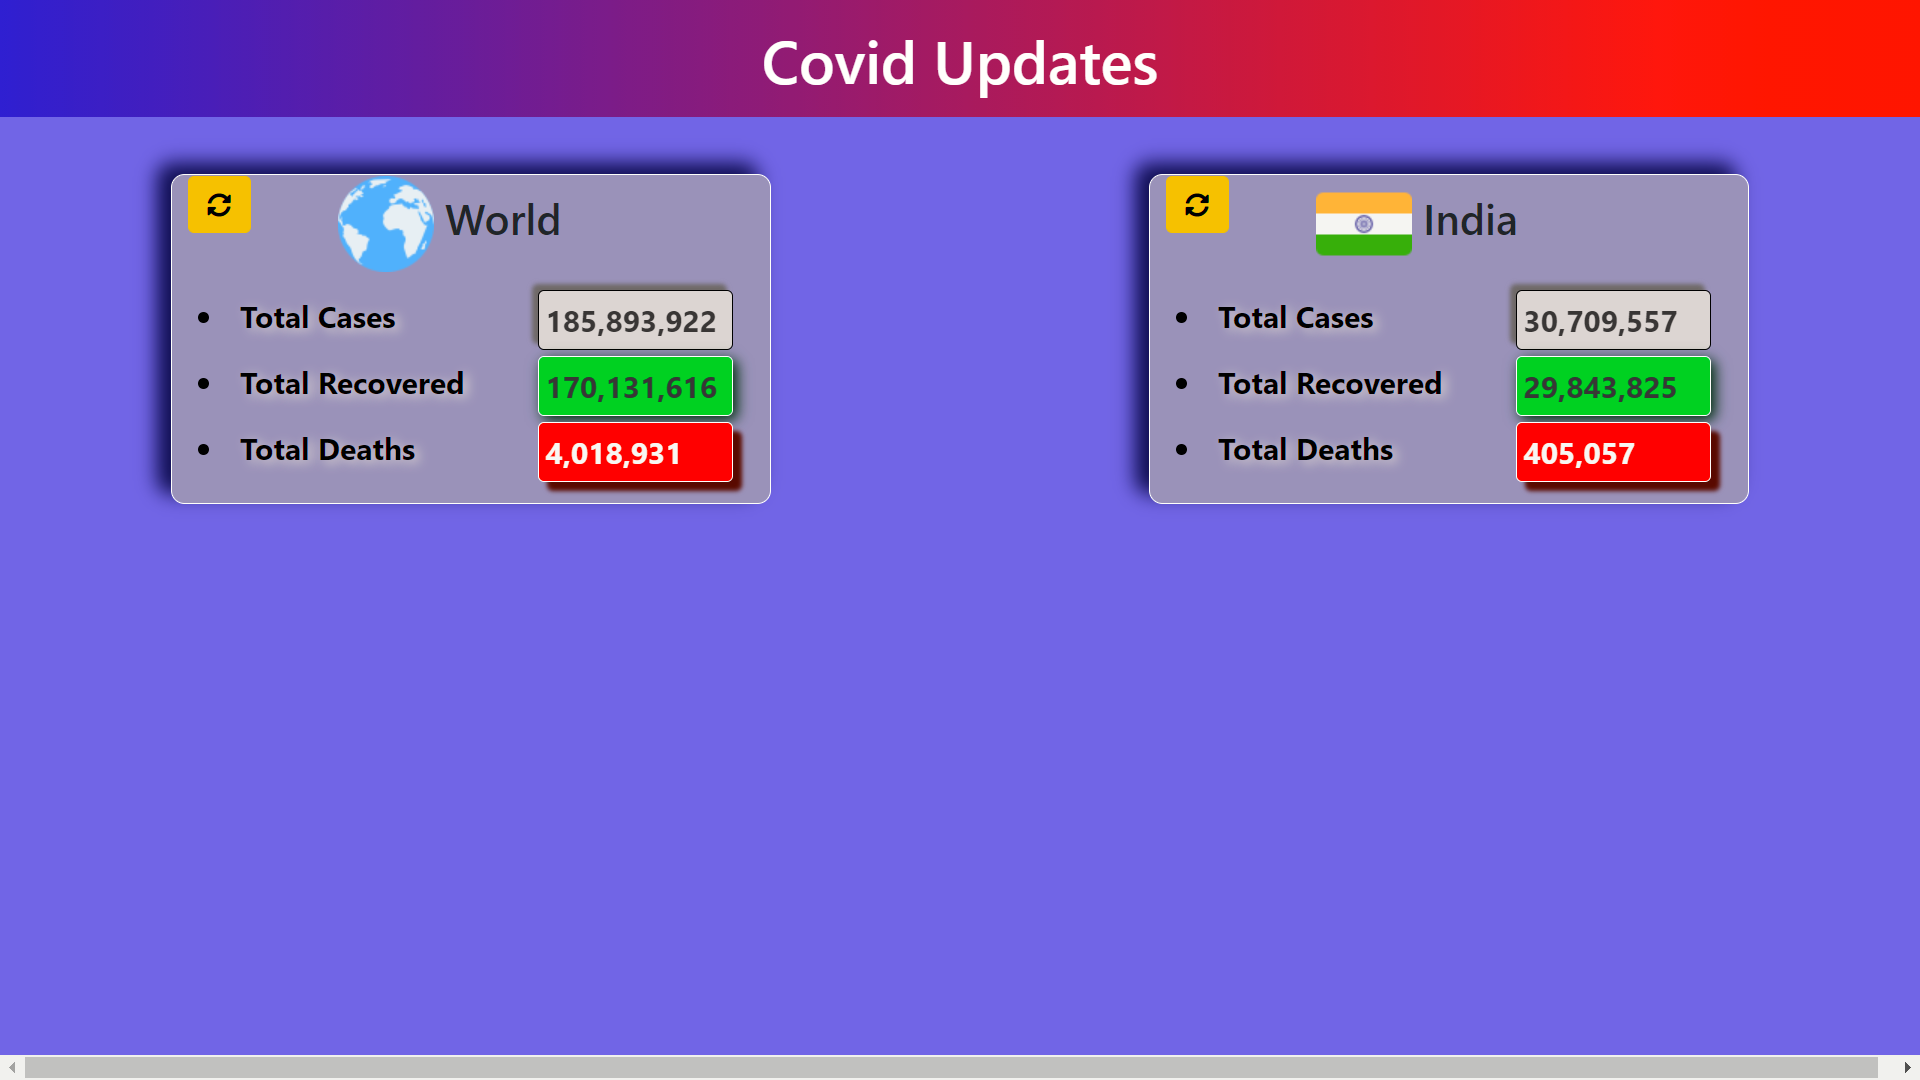 Covid Updates
World
Total Cases 185,893,922
Total Recovered 170,131,616
Total Deaths 4,018,931
India
Total Cases 30,709,557
Total Recovered 29,843,825
Total Deaths 405,057